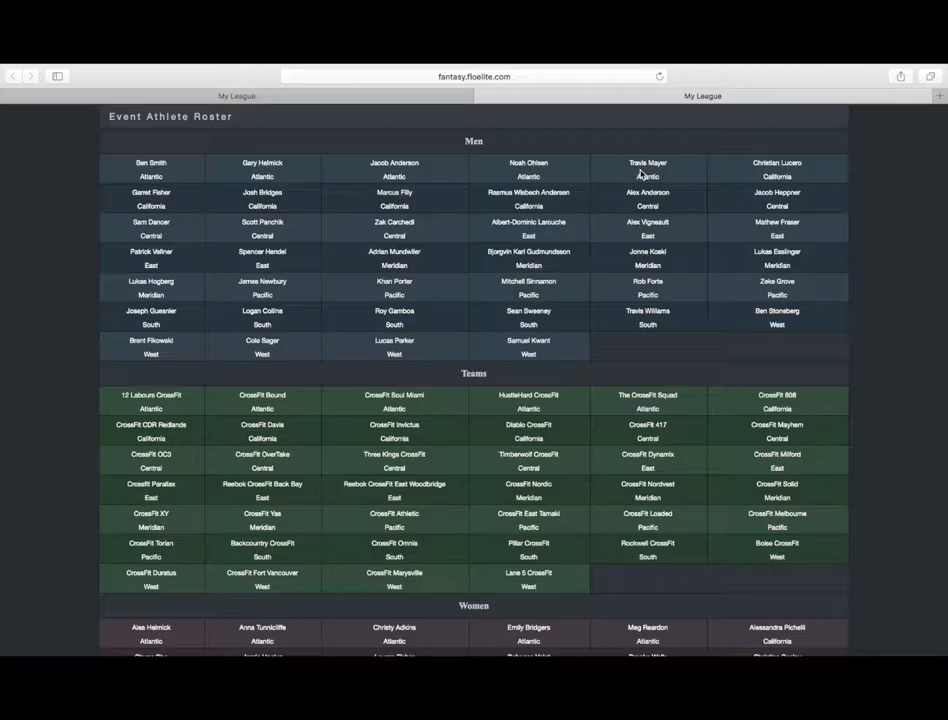 fantasy.floelite.com
My League My League
Event Athlete Roster
Men
Ben Smith Gary Helmick Jacob Anderson Noah Ohlsen Travis Mayer Christian Lucero
Atlantic Atlantic Atlantic Atlantic Atlantic California
Garret Fisher Josh Bridges Marcus Filly Rasmus Wisbech Andersen Alex Anderson Jacob Heppner
California California California California Central Central
Sam Dancer Scott Panchik Zak Carchedi Albert-Dominic Larouche Alex Vigneault Mathew Fraser
Central Central Central East East East
Patrick Vellner Spencer Hendel Adrian Mundwiler Bjorgvin Karl Gudmundsson Jonne Koski Lukas Esslinger
East East Meridian Meridian Meridian Meridian
Lukas Hogberg James Newbury Khan Porter Mitchell Sinnamon Rob Forte Zeke Grove
Meridian Pacific Pacific Pacific Pacific Pacific
Joseph Guesnier Logan Collins Roy Gamboa Sean Sweeney Travis Williams Ben Stoneberg
South South South South South West
Brent Fikowski Cole Sager Lucas Parker Samuel Kwant
West West West West
Teams
12 Labours CrossFit CrossFit Bound CrossFit Soul Miami HustleHard CrossFit The CrossFit Squad CrossFit 808
Atlantic Atlantic Atlantic Atlantic Atlantic California
CrossFit CDR Redlands CrossFit Davis CrossFit Invictus Diablo CrossFit CrossFit 417 CrossFit Mayhem
California California California California Central Central
CrossFit OC3 CrossFit OverTake Three Kings CrossFit Timberwolf CrossFit CrossFit Dynamix CrossFit Milford
Central Central Central Central East East
Crossfit Parallax Reebok CrossFit Back Bay Reebok CrossFit East Woodbridge CrossFit Nordic CrossFit Nordvest CrossFit Solid
East East East Meridian Meridian Meridian
CrossFit XY CrossFit Yas CrossFit Athletic CrossFit East Tamaki CrossFit Loaded CrossFit Melbourne
Meridian Meridian Pacific Pacific Pacific Pacific
CrossFit Torian Backcountry CrossFit CrossFit Omnia Pillar CrossFit Rockwell CrossFit Boise CrossFit
Pacific South South South South West
CrossFit Duratus CrossFit Fort Vancouver CrossFit Marysville Lane 5 CrossFit
West West West West
Women
Alea Helmick Anna Tunnicliffe Christy Adkins Emily Bridgers Meg Reardon Alessandra Pichelli
Atlantic Atlantic Atlantic Atlantic Atlantic California